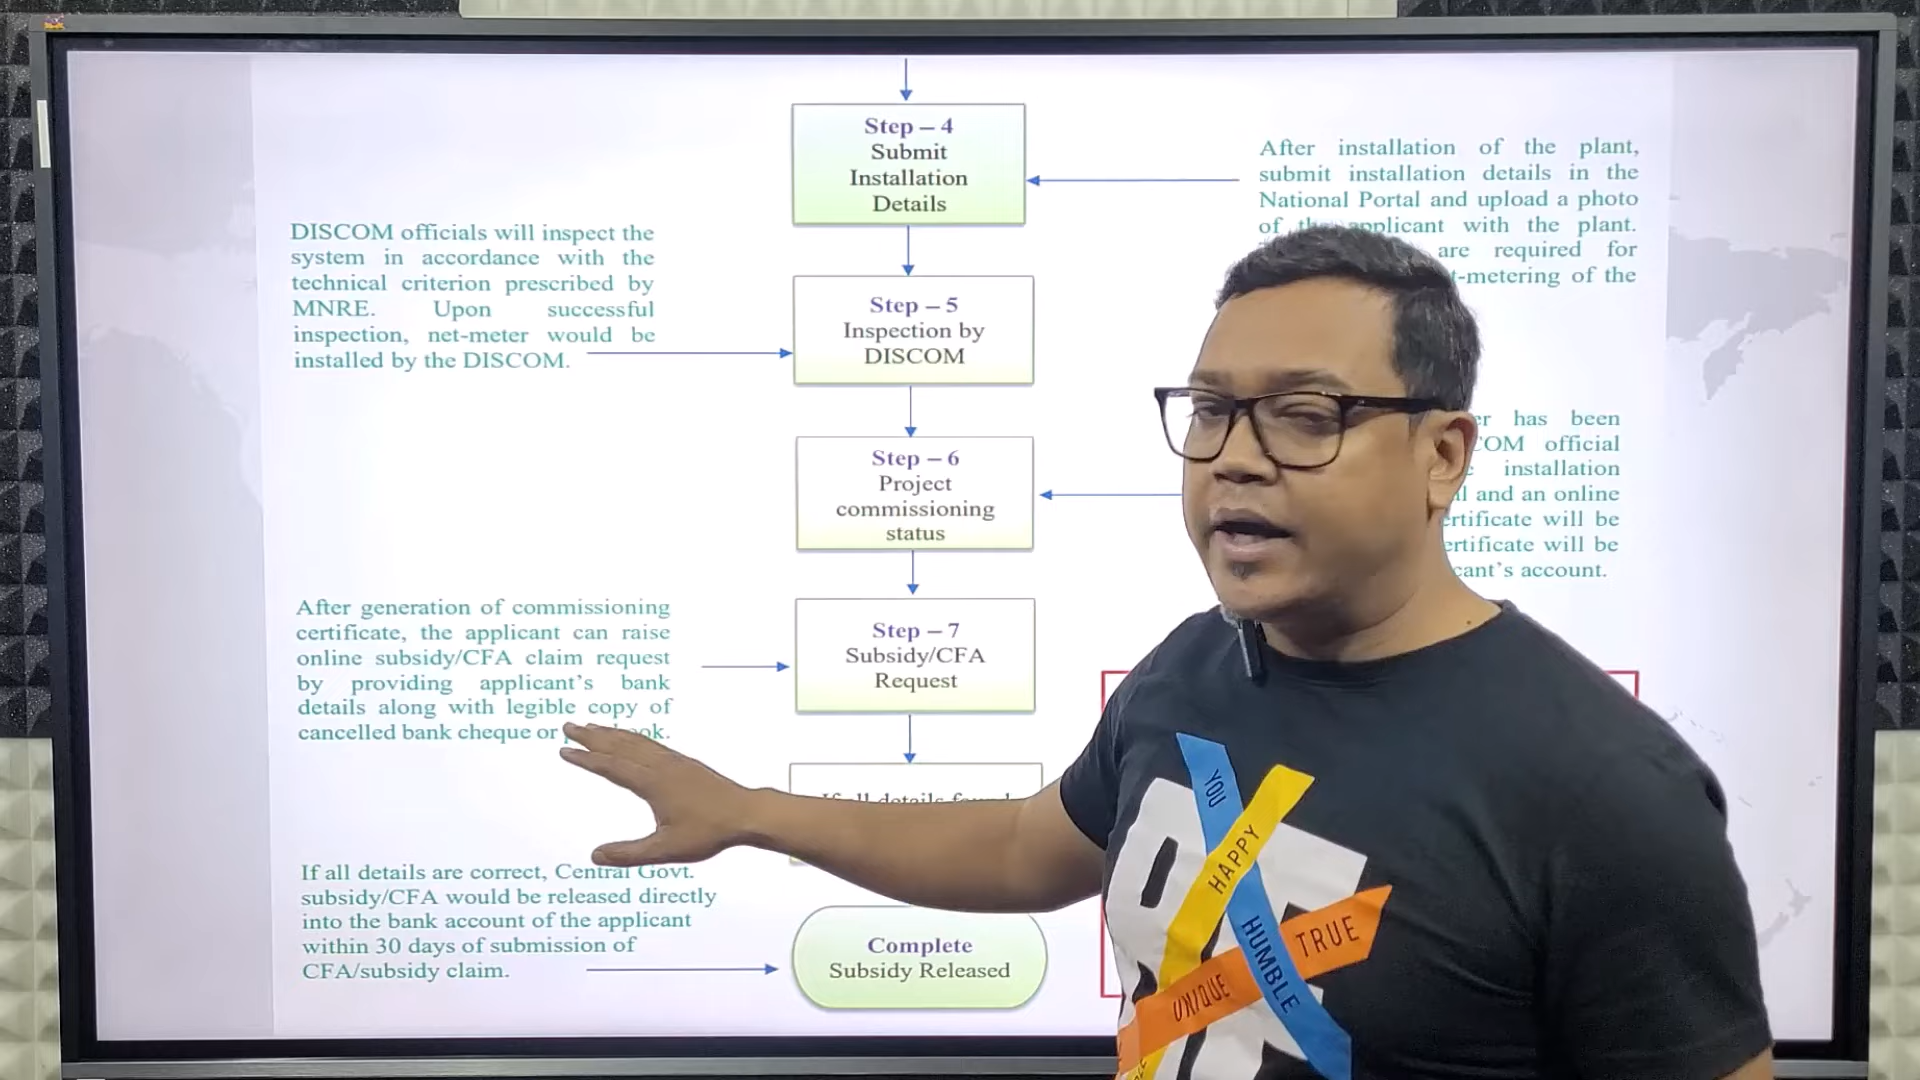 Step – 4
Submit
Installation
Details
After installation of the plant,
submit installation details in the
National Portal and upload a photo
of applicant with the plant.
are required for
-metering of the
DISCOM officials will inspect the
system in accordance with the
technical criterion prescribed by
MNRE. Upon successful
inspection, net-meter would be
installed by the DISCOM.
Step – 5
Inspection by
DISCOM
has been
official
installation
and an online
will be
will be
account.
Step – 6
Project
commissioning
status
After generation of commissioning
certificate, the applicant can raise
online subsidy/CFA claim request
by providing applicant's bank
details along with legible copy of
cancelled bank cheque or
Step – 7
Subsidy/CFA
Request
If all details
If all details are correct, Central Govt.
subsidy/CFA would be released directly
into the bank account of the applicant
within 30 days of submission of
CFA/subsidy claim.
Complete
Subsidy Released
YOU
HAPPY
HUMBLE
TRUE
UNIQUE